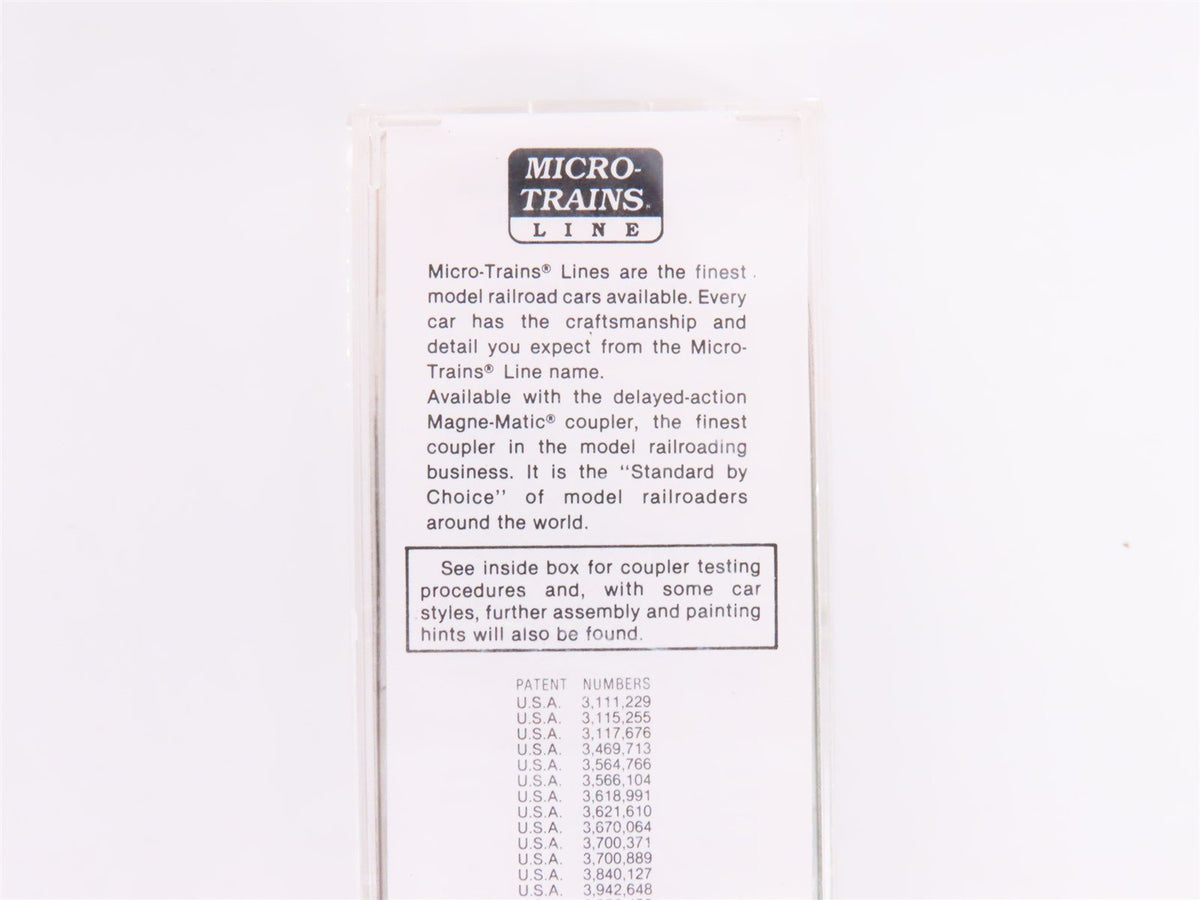 MICRO-
TRAINS
LINE
Micro-Trains® Lines are the finest
model railroad cars available. Every
car has the craftsmanship and
detail you expect from the Micro-
Trains® Line name.
Available with the delayed-action
Magne-Matic® coupler, the finest
coupler in the model railroading
business. It is the "Standard by
Choice" of model railroaders
around the world.
See inside box for coupler testing
procedures and, with some car
styles, further assembly and painting
hints will also be found.
PATENT NUMBERS
U.S.A. 3,111,229
U.S.A. 3,115,255
U.S.A. 3,117,676
U.S.A. 3,469,713
U.S.A. 3,564,766
U.S.A. 3,566,104
U.S.A. 3,618,991
U.S.A. 3,621,610
U.S.A. 3,670,064
U.S.A. 3,700,371
U.S.A. 3,700,889
U.S.A. 3,840,127
U.S.A. 3,942,648